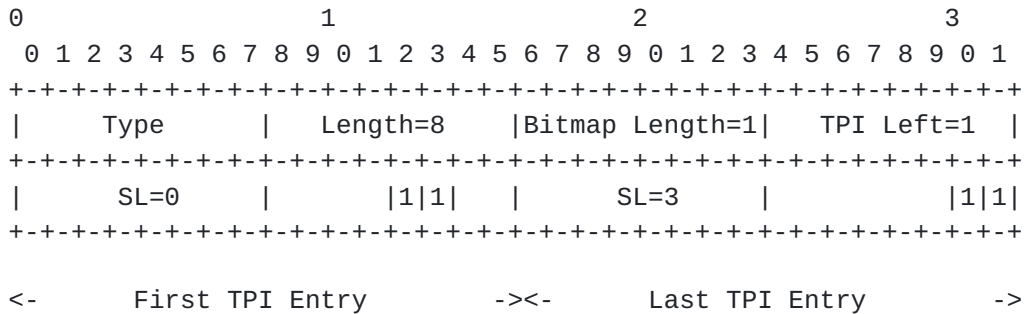 0                   1                   2                   3
 0 1 2 3 4 5 6 7 8 9 0 1 2 3 4 5 6 7 8 9 0 1 2 3 4 5 6 7 8 9 0 1
+-+-+-+-+-+-+-+-+-+-+-+-+-+-+-+-+-+-+-+-+-+-+-+-+-+-+-+-+-+-+-+-+
|     Type      |   Length=8    |Bitmap Length=1|   TPI Left=1  |
+-+-+-+-+-+-+-+-+-+-+-+-+-+-+-+-+-+-+-+-+-+-+-+-+-+-+-+-+-+-+-+-+
|      SL=0     |       |1|1|   |      SL=3     |           |1|1|
+-+-+-+-+-+-+-+-+-+-+-+-+-+-+-+-+-+-+-+-+-+-+-+-+-+-+-+-+-+-+-+-+
<-      First TPI Entry        -><-      Last TPI Entry        ->